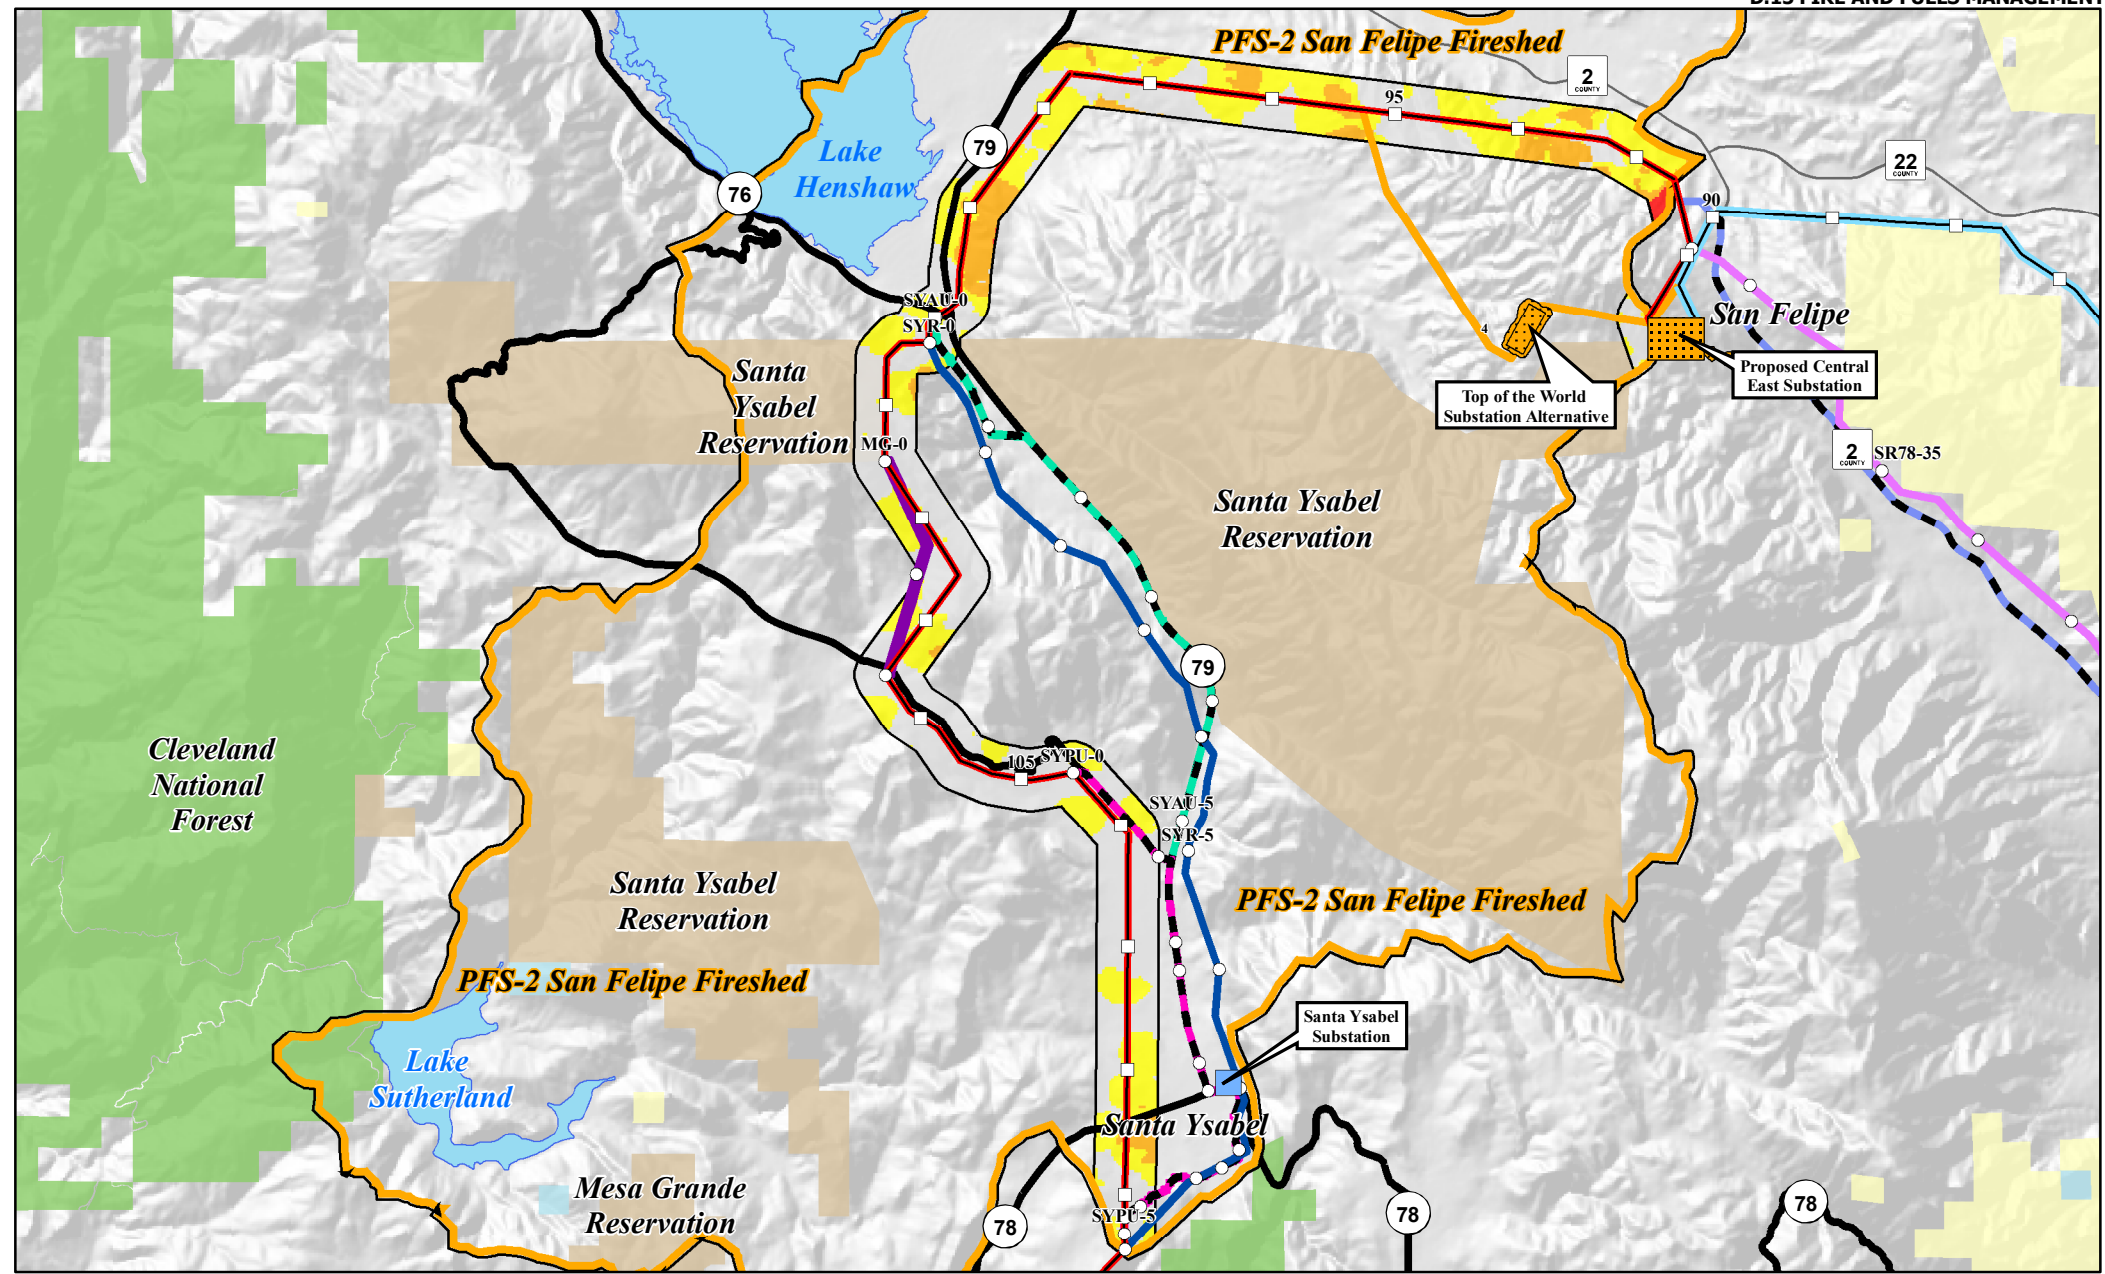 D.15 FIRE AND FUELS MANAGEMENT
PFS-2 San Felipe Fireshed
2
COUNTY
95
79
Lake
Henshaw
22
COUNTY
76
90
SYAU-0
SYR-0
San Felipe
4
Proposed Central
East Substation
Santa
Ysabel
Reservation
Top of the World
Substation Alternative
MG-0
2
COUNTY
SR78-35
Santa Ysabel
Reservation
79
Cleveland
National
Forest
105
SYPU-0
SYAU-5
SYR-5
Santa Ysabel
Reservation
PFS-2 San Felipe Fireshed
PFS-2 San Felipe Fireshed
Santa Ysabel
Substation
Lake
Sutherland
Santa Ysabel
Mesa Grande
Reservation
SYPU-5
78
78
78